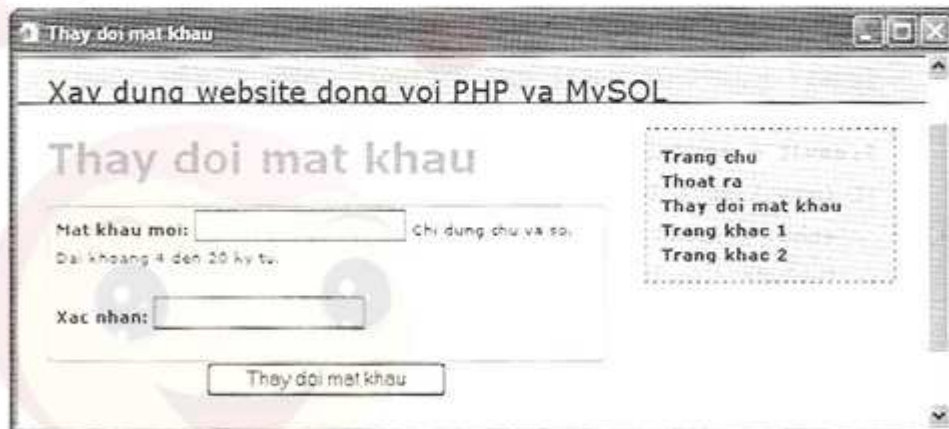 Thay doi mat khau
Xay dung website dong voi PHP va MySQL
Thay doi mat khau
Mat khau moi: Chi dung chu va so.
Dai khoang 4 den 20 ky tu.
Xac nhan:
Thay doi mat khau
Trang chu
Thoat ra
Thay doi mat khau
Trang khac 1
Trang khac 2